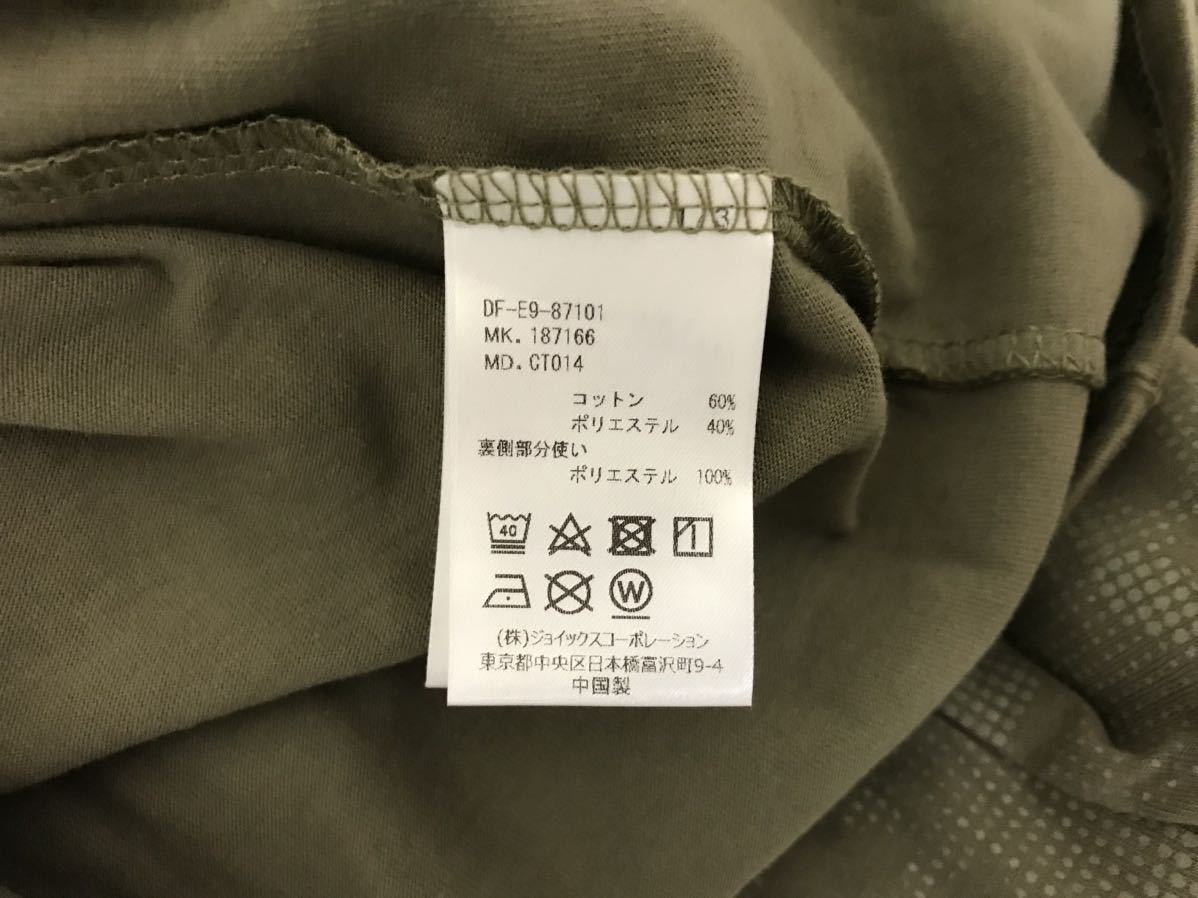 1 3
DF-E9-87101
MK. 187166
MD. CT014
コットン 60%
ポリエステル 40%
裏側部分使い
ポリエステル 100%
40
W
(株)ジョイックスコーポレーション
東京都中央区日本橋富沢町9-4
中国製